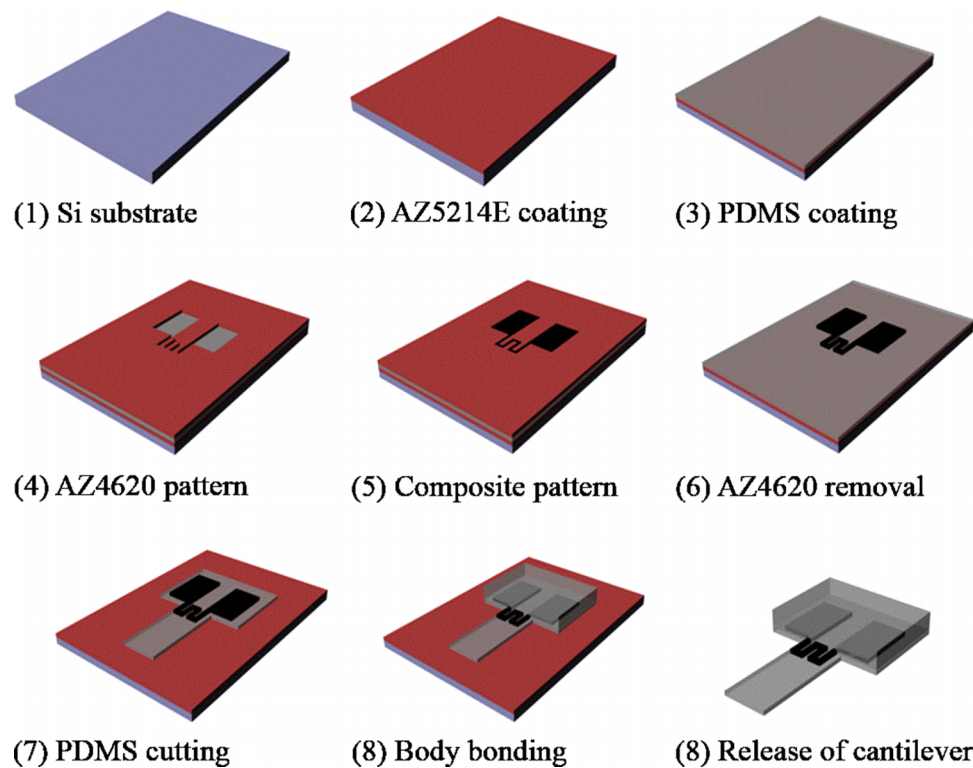 (1) Si substrate
(2) AZ5214E coating
(3) PDMS coating
(4) AZ4620 pattern
(5) Composite pattern
(6) AZ4620 removal
(7) PDMS cutting
(8) Body bonding
(8) Release of cantilever